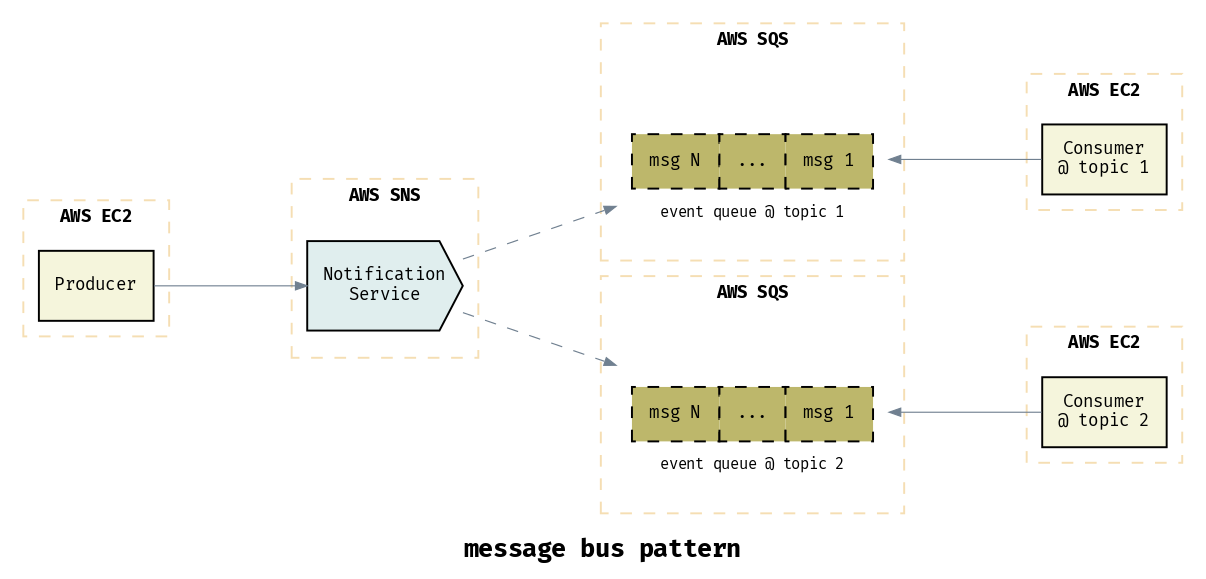 AWS EC2
Producer
AWS SNS
Notification
Service
AWS SQS
msg N
...
msg 1
event queue @ topic 1
AWS EC2
Consumer
@ topic 1
AWS SQS
msg N
...
msg 1
event queue @ topic 2
AWS EC2
Consumer
@ topic 2
message bus pattern